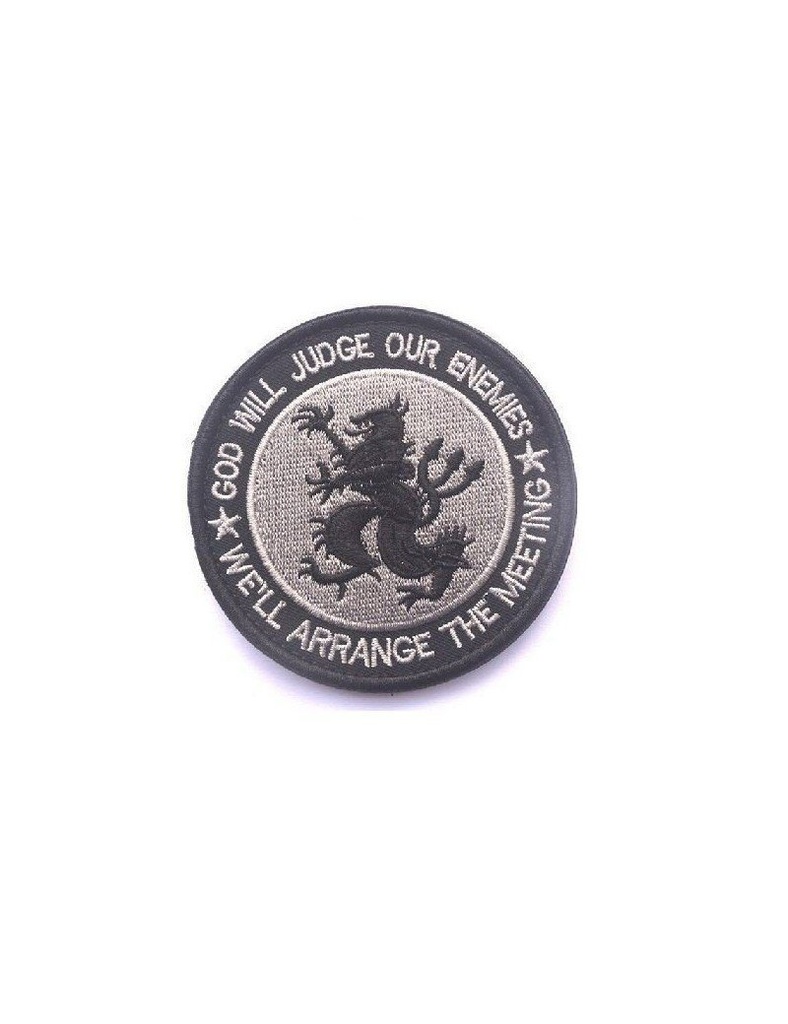 GOD WILL JUDGE OUR ENEMIES
WE'LL ARRANGE THE MEETING